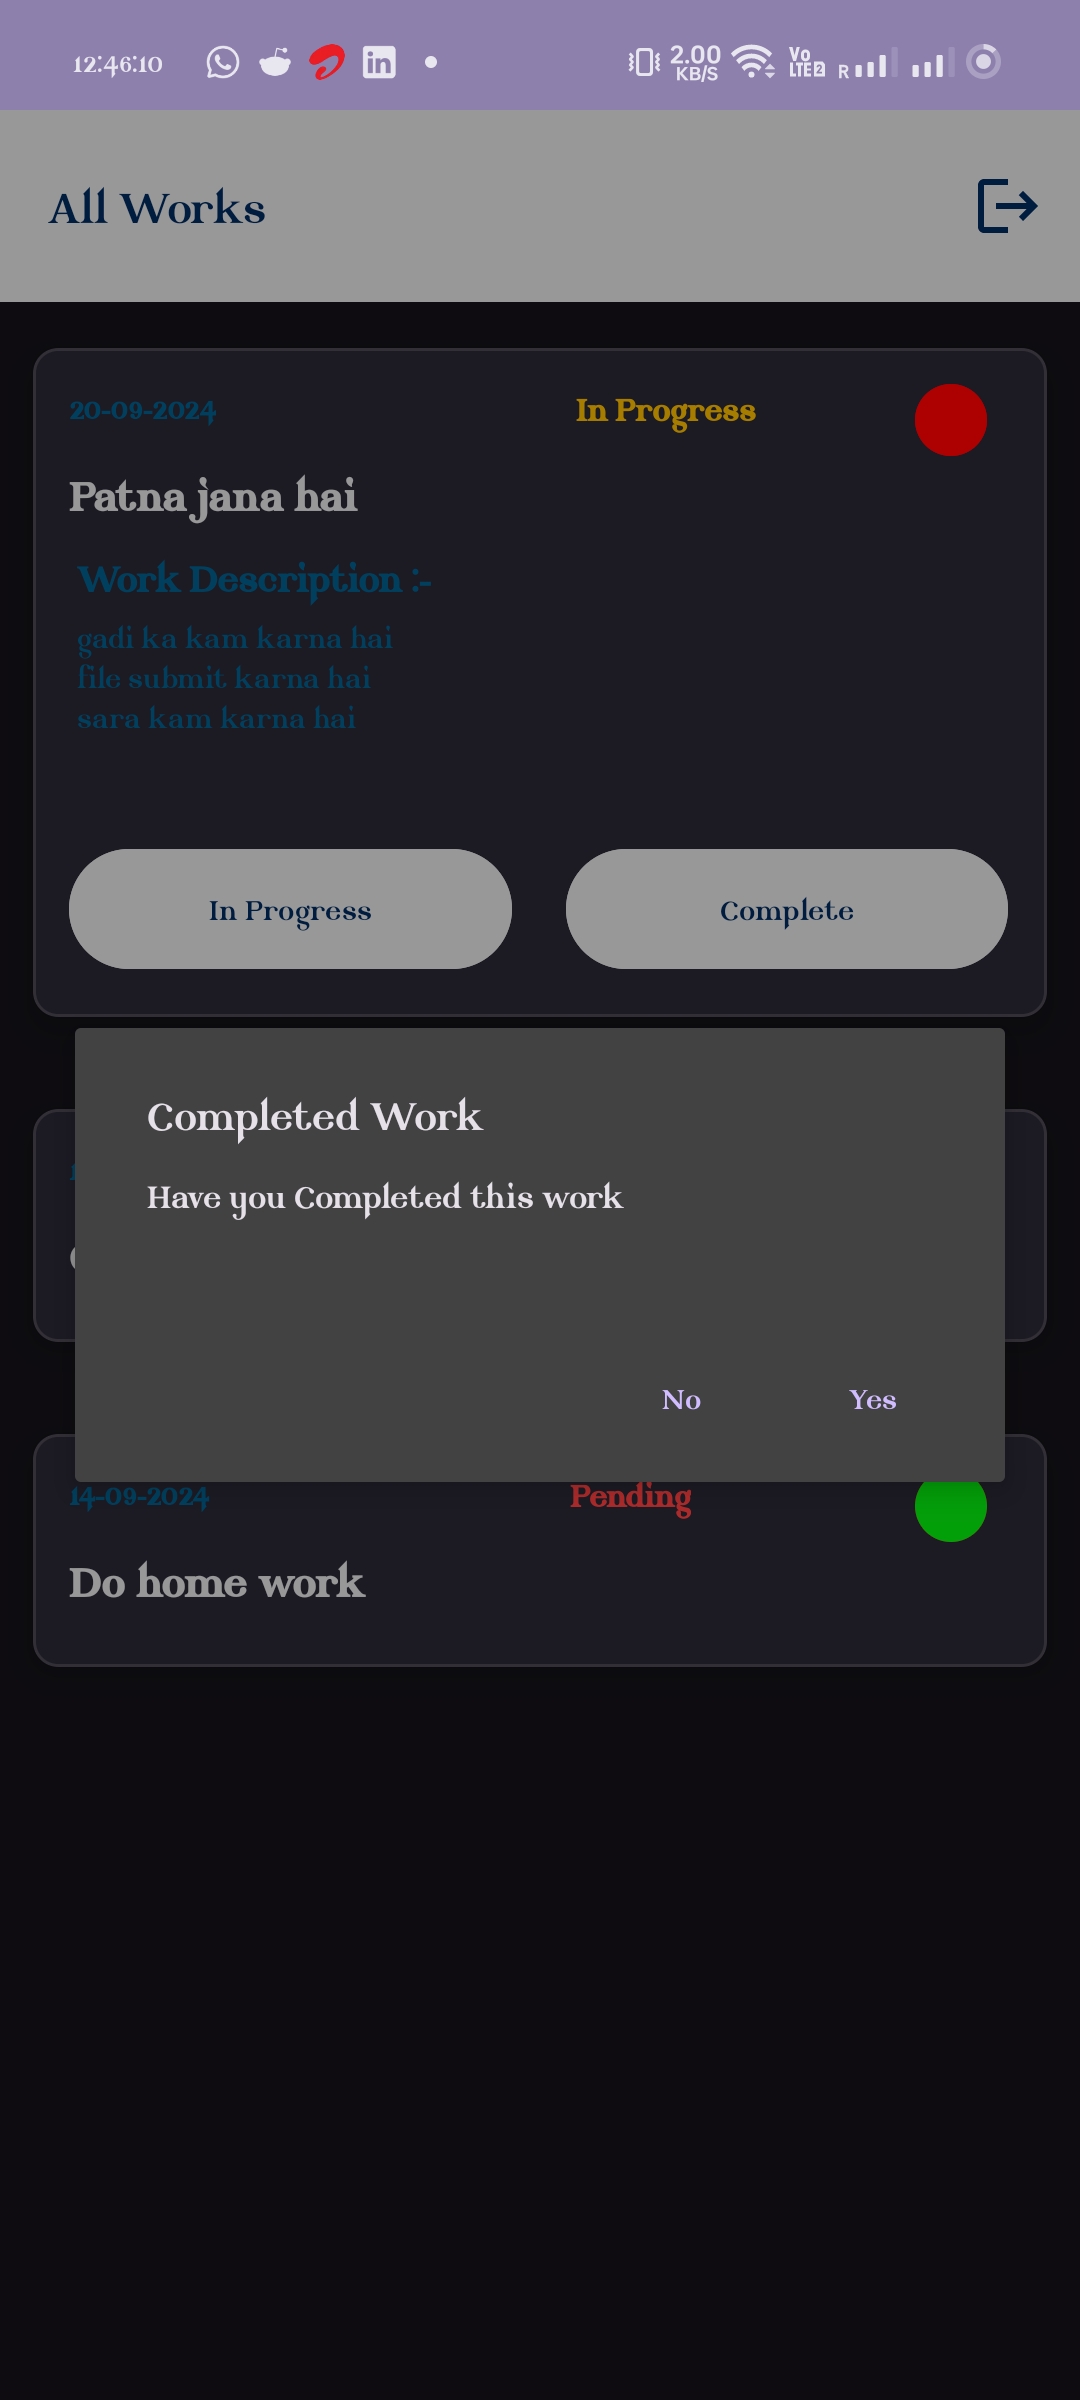 12:46:10
2.00
KB/S
Vo
LTE 2
R
All Works
20-09-2024
In Progress
Patna jana hai
Work Description :-
gadi ka kam karna hai
file submit karna hai
sara kam karna hai
In Progress
Complete
Completed Work
Have you Completed this work
No
Yes
14-09-2024
Pending
Do home work